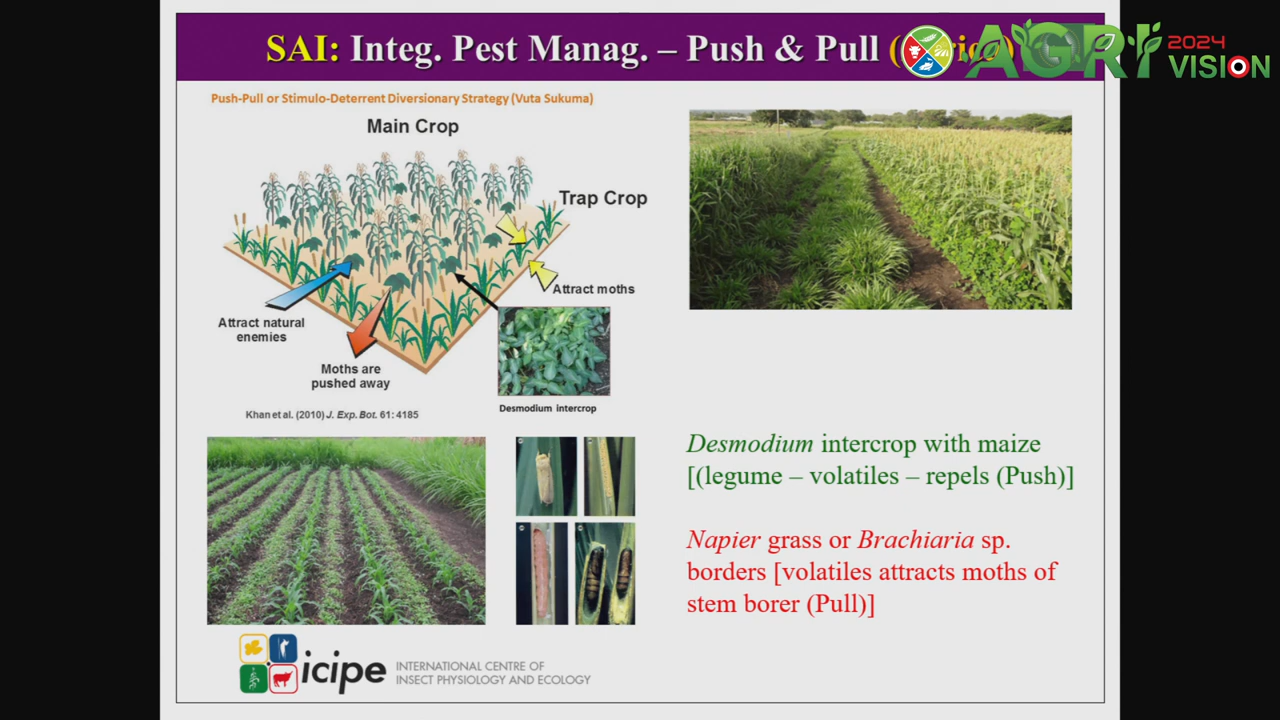 SAI: Integ. Pest Manag. – Push & Pull
AGRI
2024
VISION
Push-Pull or Stimulo-Deterrent Diversionary Strategy (Vuta Sukuma)
Main Crop
Trap Crop
Attract moths
Attract natural
enemies
Moths are
pushed away
Khan et al. (2010) J. Exp. Bot. 61: 4185
Desmodium intercrop
Desmodium intercrop with maize
[(legume – volatiles – repels (Push)]
Napier grass or Brachiaria sp.
borders [volatiles attracts moths of
stem borer (Pull)]
icipe
INTERNATIONAL CENTRE OF
INSECT PHYSIOLOGY AND ECOLOGY